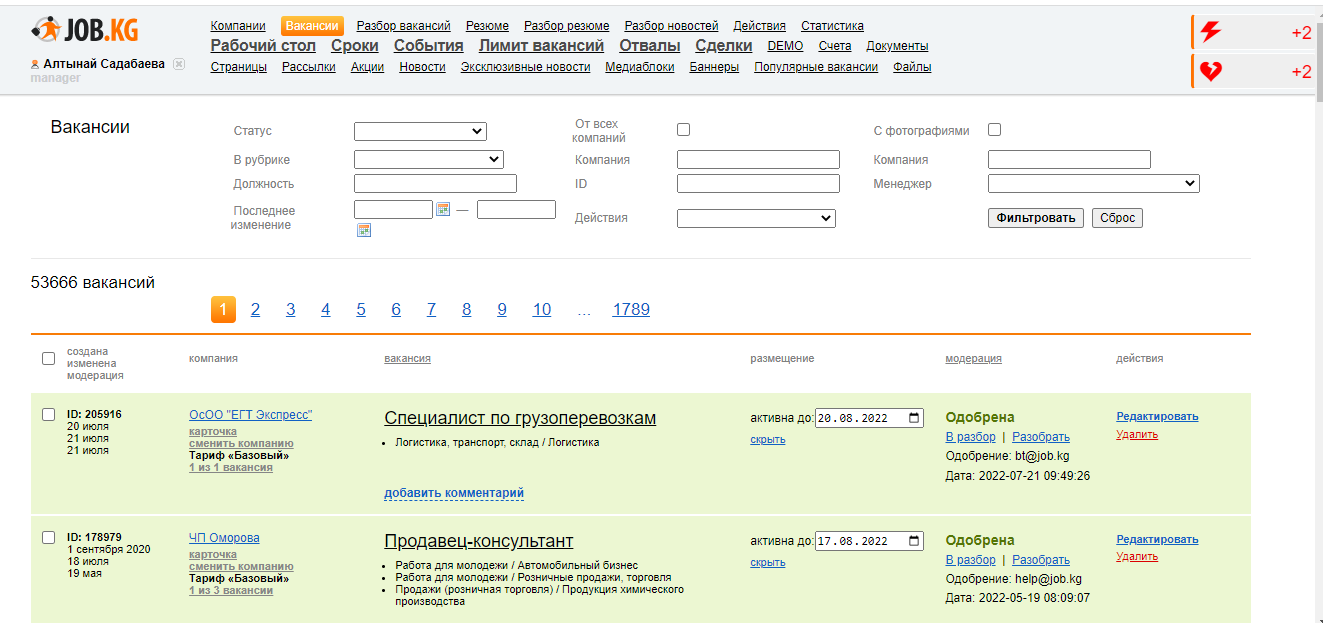 JOB.KG
Алтынай Садабаева
manager
Компании Вакансии Разбор вакансий Резюме Разбор резюме Разбор новостей Действия Статистика
Рабочий стол Сроки События Лимит вакансий Отвалы Сделки DEMO Счета Документы
Страницы Рассылки Акции Новости Эксклюзивные новости Медиаблоки Баннеры Популярные вакансии Файлы
+2
+2
Вакансии
Статус
От всех
компаний
С фотографиями
В рубрике
Компания
Компания
Должность
ID
Менеджер
Последнее
изменение
—
Действия
Фильтровать Сброс
53666 вакансий
1 2 3 4 5 6 7 8 9 10 ... 1789
создана
изменена
модерация
компания
вакансия
размещение
модерация
действия
ID: 205916
20 июля
21 июля
21 июля
ОсОО "ЕГТ Экспресс"
карточка
сменить компанию
Тариф «Базовый»
1 из 1 вакансия
Специалист по грузоперевозкам
• Логистика, транспорт, склад / Логистика
добавить комментарий
активна до: 20.08.2022
скрыть
Одобрена
В разбор | Разобрать
Одобрение: bt@job.kg
Дата: 2022-07-21 09:49:26
Редактировать
Удалить
ID: 178979
1 сентября 2020
18 июля
19 мая
ЧП Оморова
карточка
сменить компанию
Тариф «Базовый»
1 из 3 вакансии
Продавец-консультант
• Работа для молодежи / Автомобильный бизнес
• Работа для молодежи / Розничные продажи, торговля
• Продажи (розничная торговля) / Продукция химического
производства
активна до: 17.08.2022
скрыть
Одобрена
В разбор | Разобрать
Одобрение: help@job.kg
Дата: 2022-05-19 08:09:07
Редактировать
Удалить